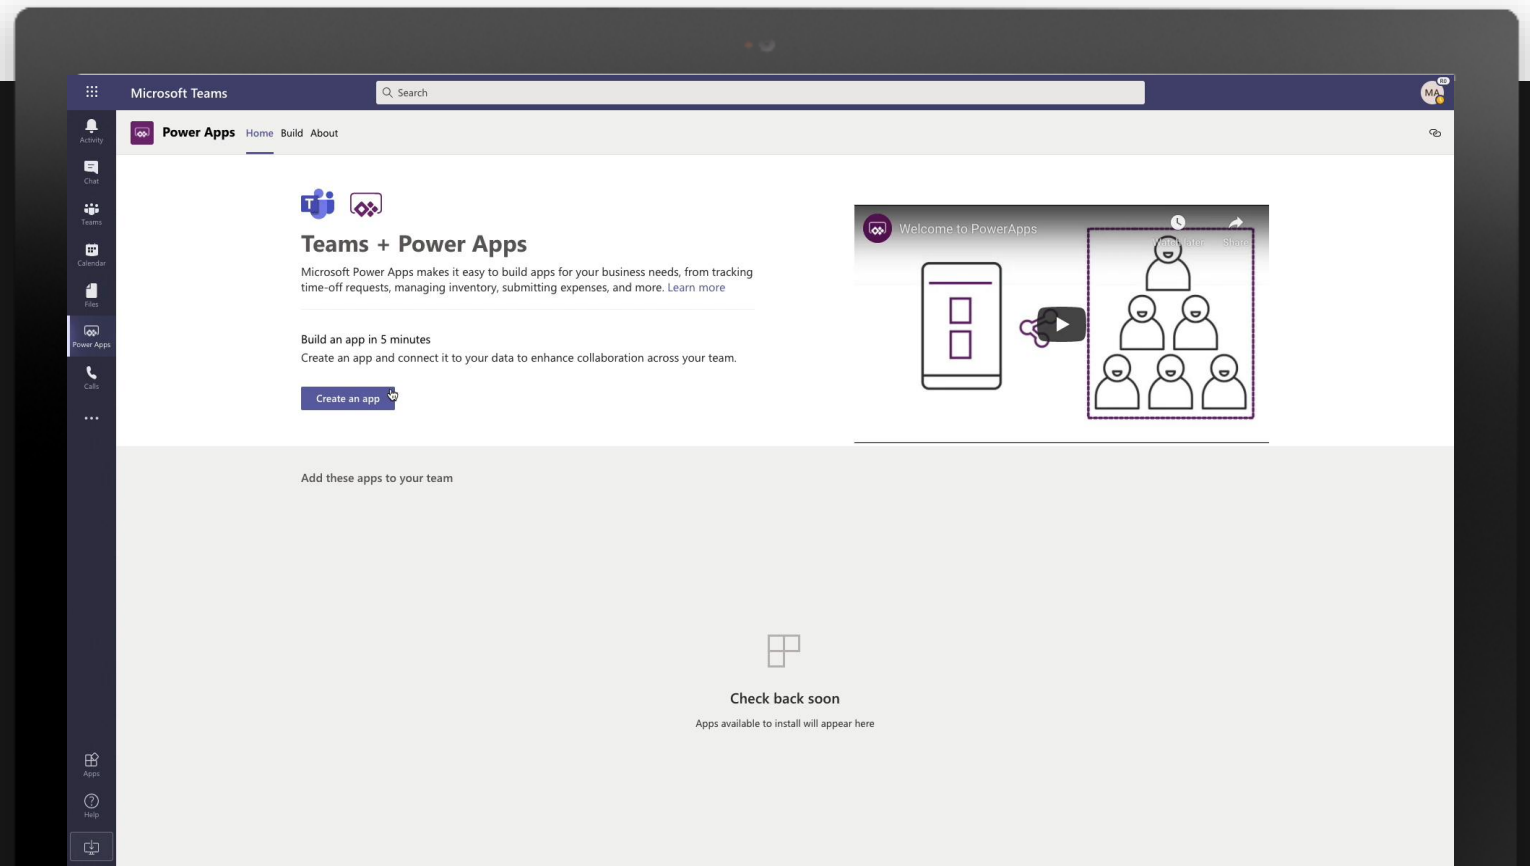 Microsoft Teams
Search
MA
Activity
Chat
Teams
Calendar
Files
Power Apps
Calls
Apps
Help
Power Apps
Home Build About
Teams + Power Apps
Microsoft Power Apps makes it easy to build apps for your business needs, from tracking
time-off requests, managing inventory, submitting expenses, and more. Learn more
Build an app in 5 minutes
Create an app and connect it to your data to enhance collaboration across your team.
Create an app
Welcome to PowerApps
Watch later
Share
Add these apps to your team
Check back soon
Apps available to install will appear here